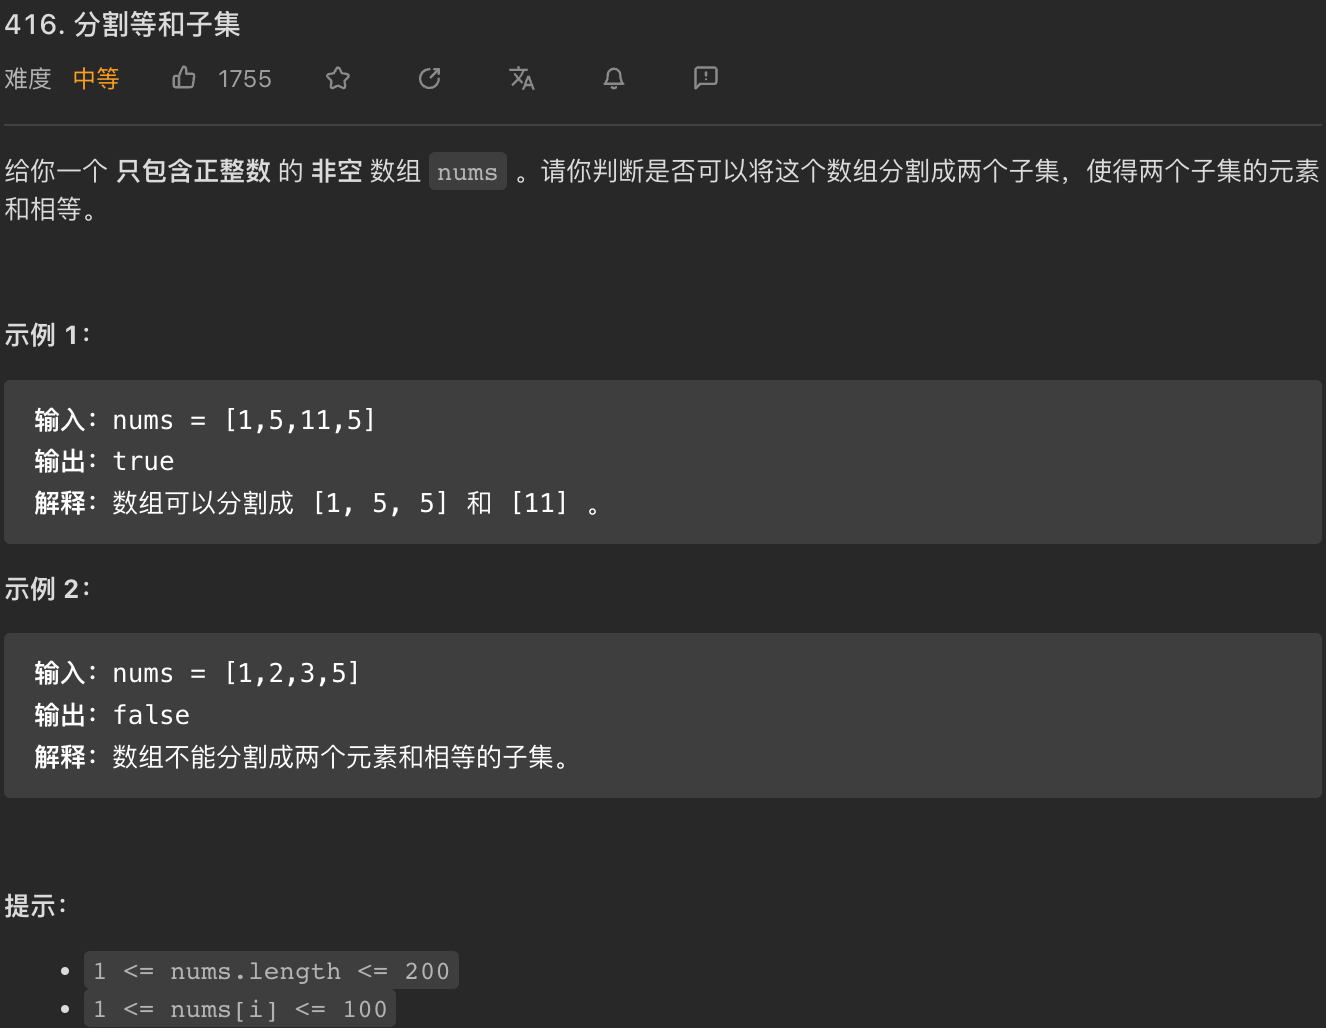 416. 分割等和子集
难度 中等 1755
给你一个 只包含正整数 的 非空 数组 nums 。请你判断是否可以将这个数组分割成两个子集，使得两个子集的元素
和相等。
示例 1：
输入：nums = [1,5,11,5]
输出：true
解释：数组可以分割成 [1, 5, 5] 和 [11] 。
示例 2：
输入：nums = [1,2,3,5]
输出：false
解释：数组不能分割成两个元素和相等的子集。
提示：
• 1 <= nums.length <= 200
• 1 <= nums[i] <= 100